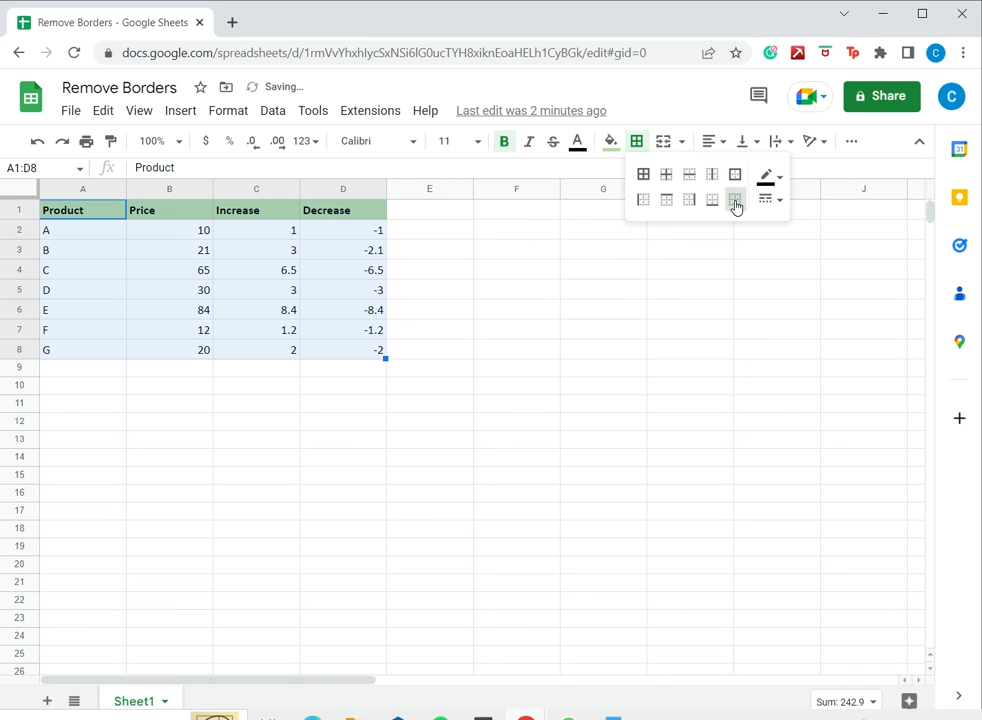 Remove Borders - Google Sheets
docs.google.com/spreadsheets/d/1rmVvYhxhIycSxNSi6lG0ucTYH8xiknEoaHELh1CyBGk/edit#gid=0
Tp
C
Remove Borders
Saving...
File Edit View Insert Format Data Tools Extensions Help Last edit was 2 minutes ago
Share
C
100% $ % .0 .00 123 Calibri 11 B I S A
A1:D8 fx Product
A B C D E F G J
1 Product Price Increase Decrease
2 A 10 1 -1
3 B 21 3 -2.1
4 C 65 6.5 -6.5
5 D 30 3 -3
6 E 84 8.4 -8.4
7 F 12 1.2 -1.2
8 G 20 2 -2
9
10
11
12
13
14
15
16
17
18
19
20
21
22
23
24
25
26
31
Sheet1
Sum: 242.9